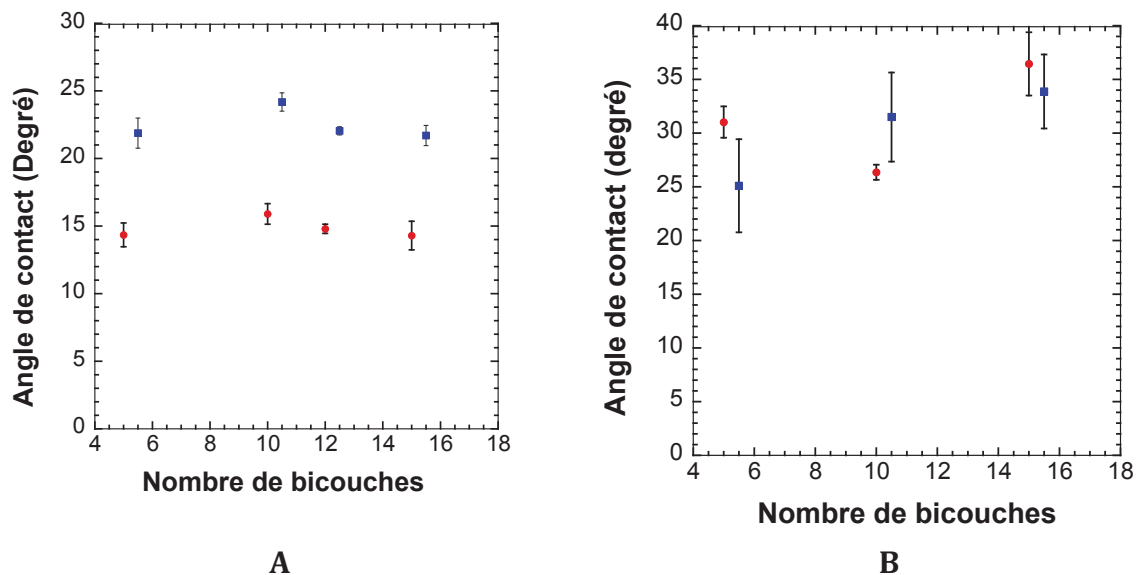 Angle de contact (Degré)
30
25
20
15
10
5
0
4 6 8 10 12 14 16 18
Nombre de bicouches
A
Angle de contact (degré)
40
35
30
25
20
15
10
5
0
4 6 8 10 12 14 16 18
Nombre de bicouches
B